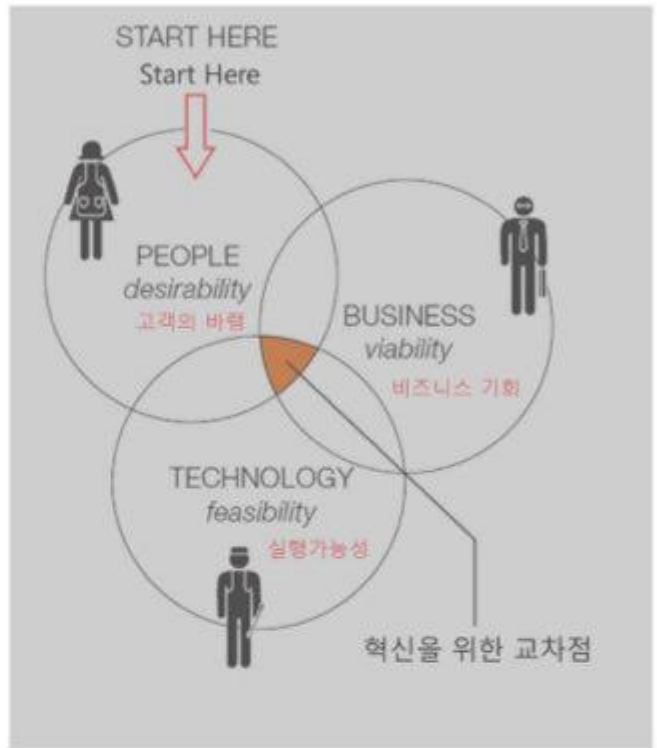 START HERE
Start Here
PEOPLE
desirability
고객의 바램
BUSINESS
viability
비즈니스 기회
TECHNOLOGY
feasibility
실행가능성
혁신을 위한 교차점